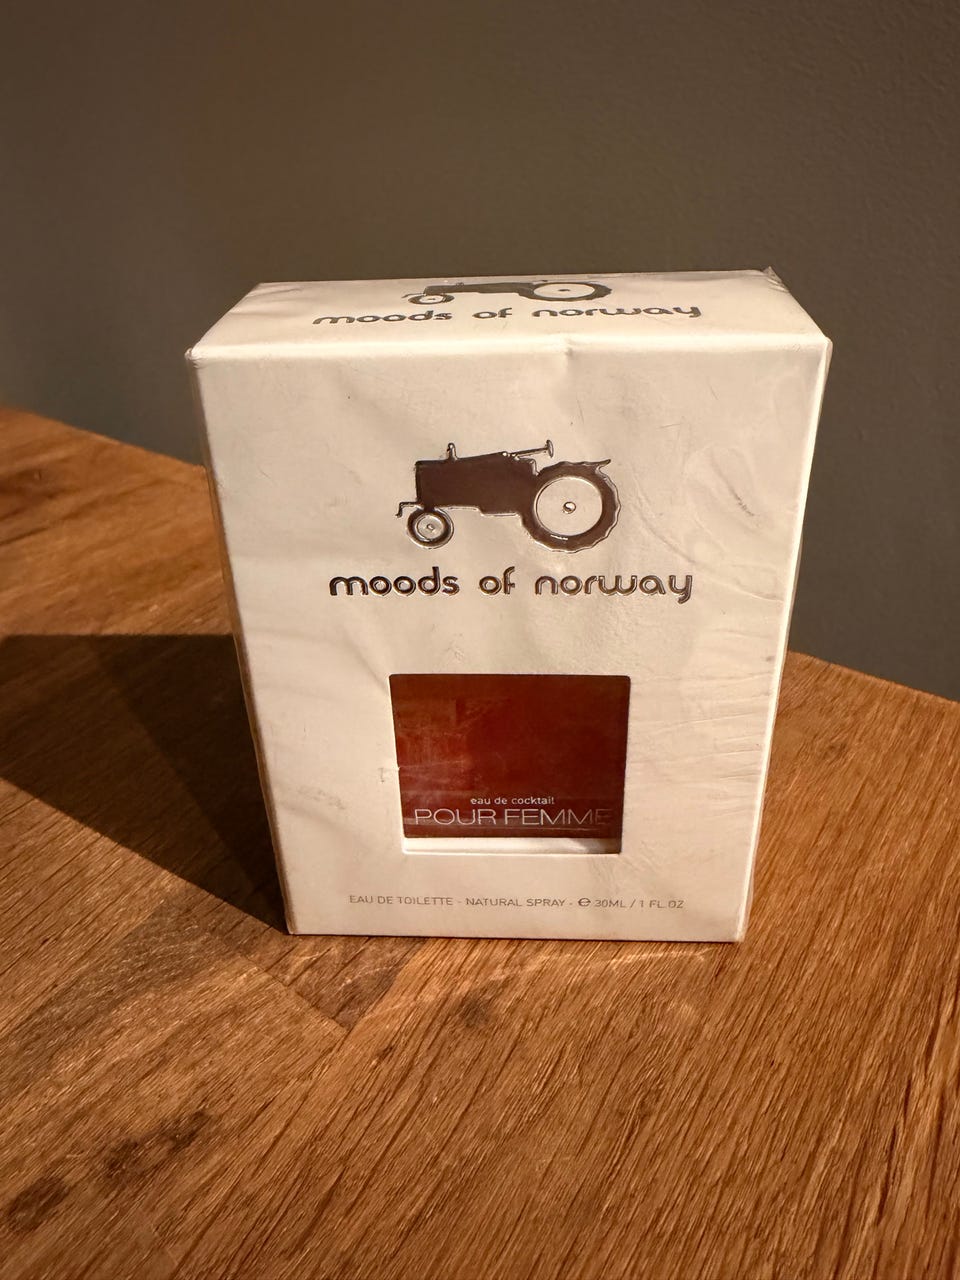 moods of norway
moods of norway
eau de cocktail
POUR FEMME
EAU DE TOILETTE - NATURAL SPRAY - ℮ 30ML / 1 FL.OZ